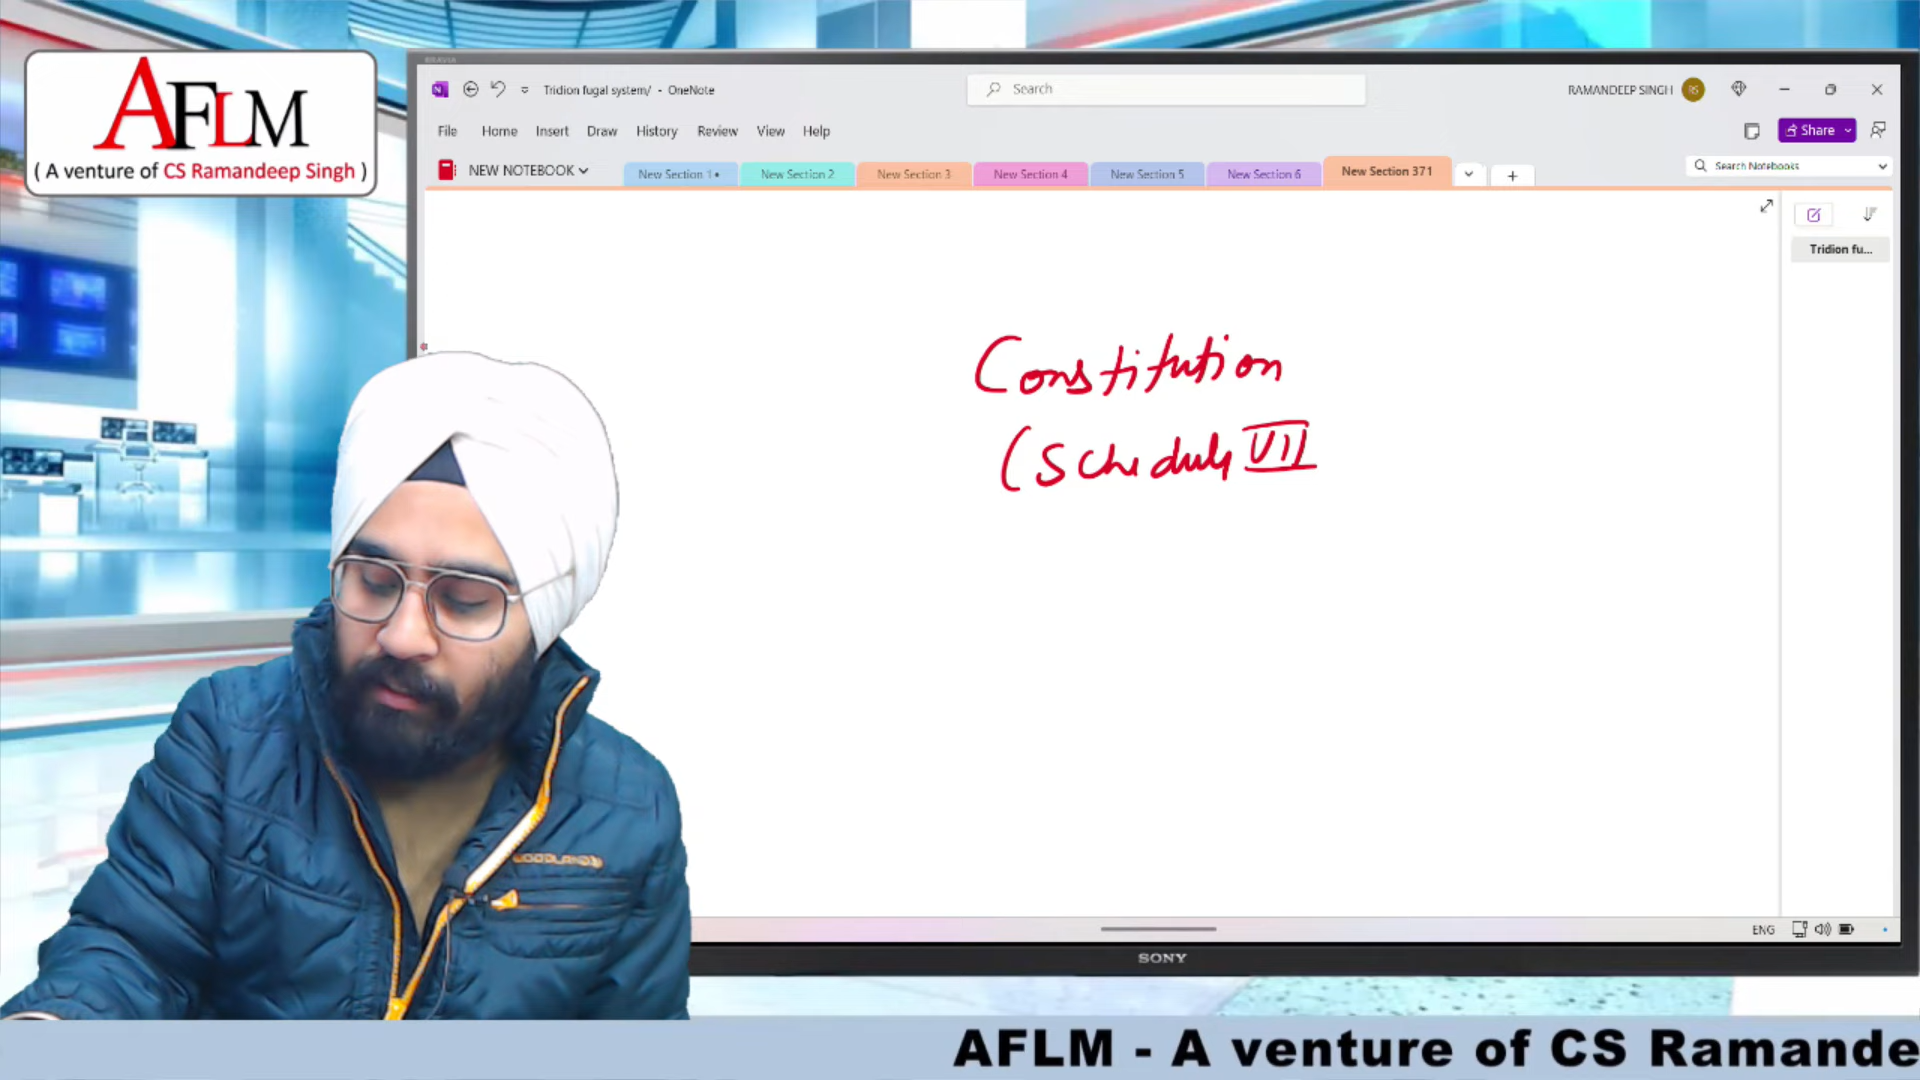 AFLM
( A venture of CS Ramandeep Singh )
BRAVIA
Tridion fugal system/ - OneNote
Search
RAMANDEEP SINGH
RS
File Home Insert Draw History Review View Help
Share
NEW NOTEBOOK
New Section 1
New Section 2
New Section 3
New Section 4
New Section 5
New Section 6
New Section 371
Search Notebooks
Tridion fu...
Constitution
(Schedule VII
WOODLAND
ENG
SONY
AFLM - A venture of CS Ramande